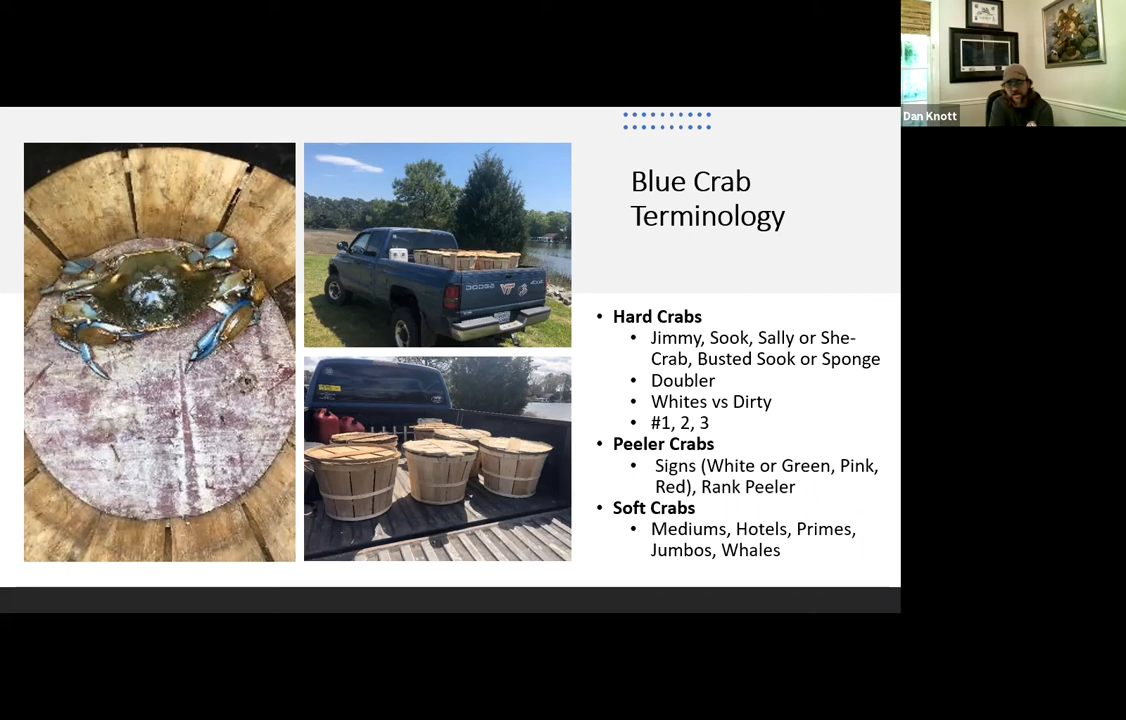 Dan Knott
Blue Crab
Terminology
• Hard Crabs
• Jimmy, Sook, Sally or She-
Crab, Busted Sook or Sponge
• Doubler
• Whites vs Dirty
• #1, 2, 3
• Peeler Crabs
• Signs (White or Green, Pink,
Red), Rank Peeler
• Soft Crabs
• Mediums, Hotels, Primes,
Jumbos, Whales
DODGE
VT